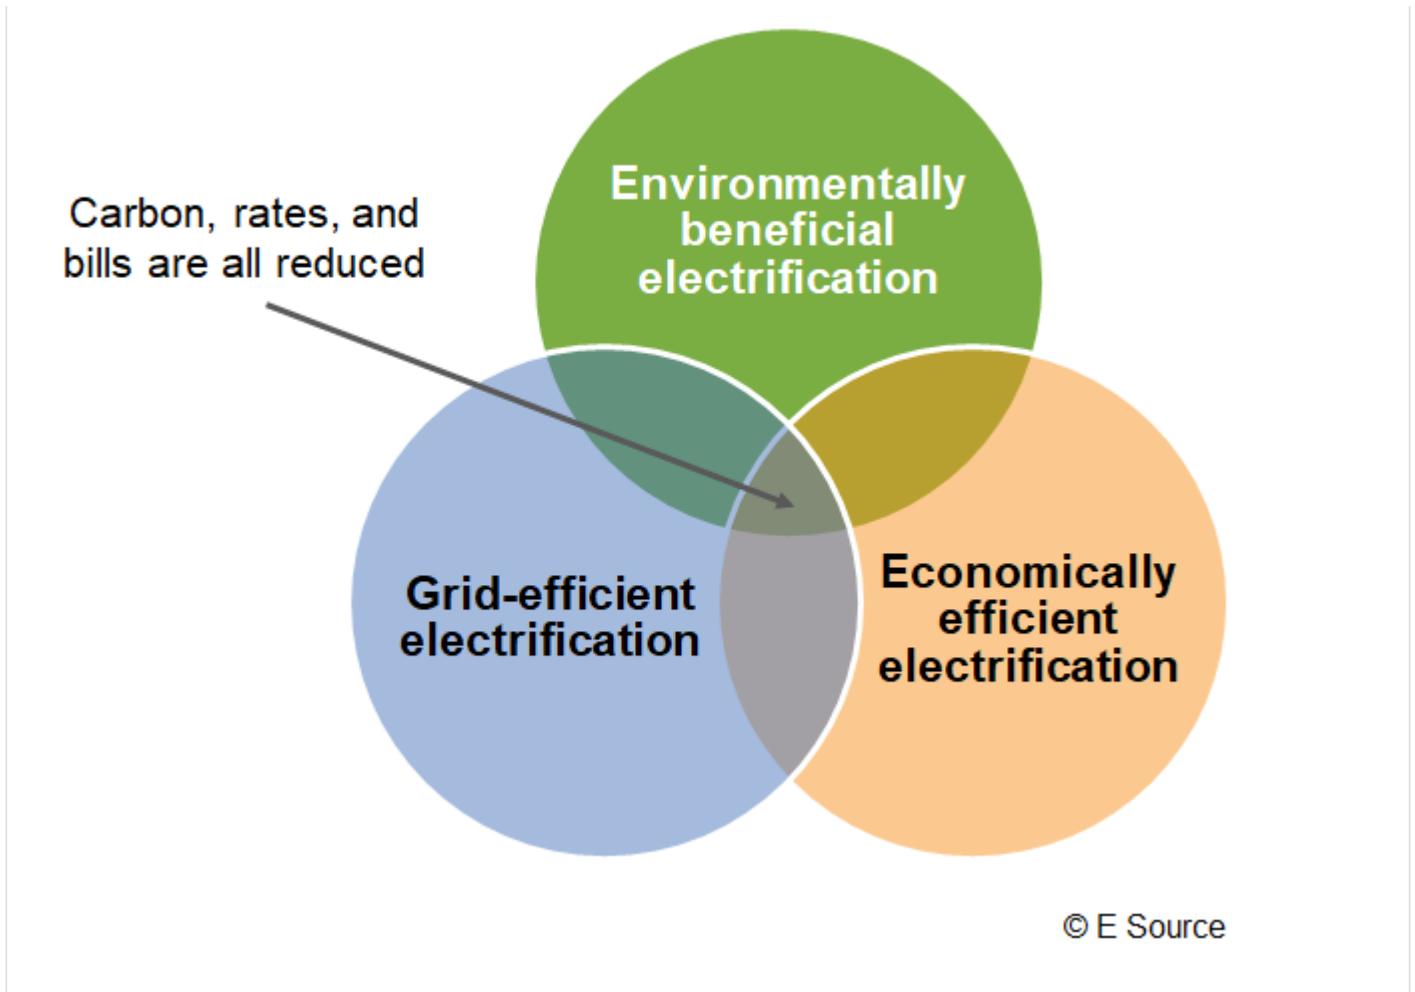 Environmentally
beneficial
electrification
Carbon, rates, and
bills are all reduced
Grid-efficient
electrification
Economically
efficient
electrification
© E Source